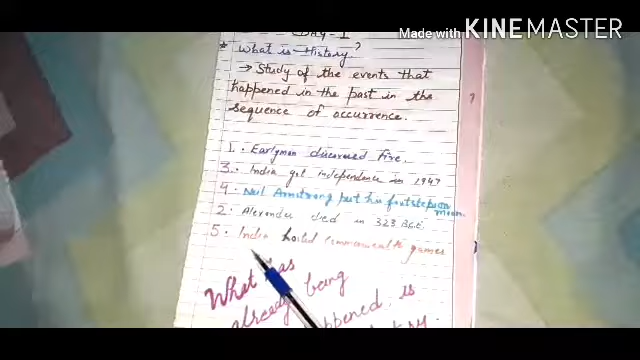 Made with KINEMASTER
DAY-1
* What is History?
→ Study of the events that
happened in the past in the
sequence of occurrence.
1. . Earlyman discovered fire.
3. . India got independence in 1947
4. . Neil Armstrong put his footstep on moon.
2. . Alexander died in 323 B.C.E.
5. . India hosted commonwealth games
What has
already bang
happened is
history.